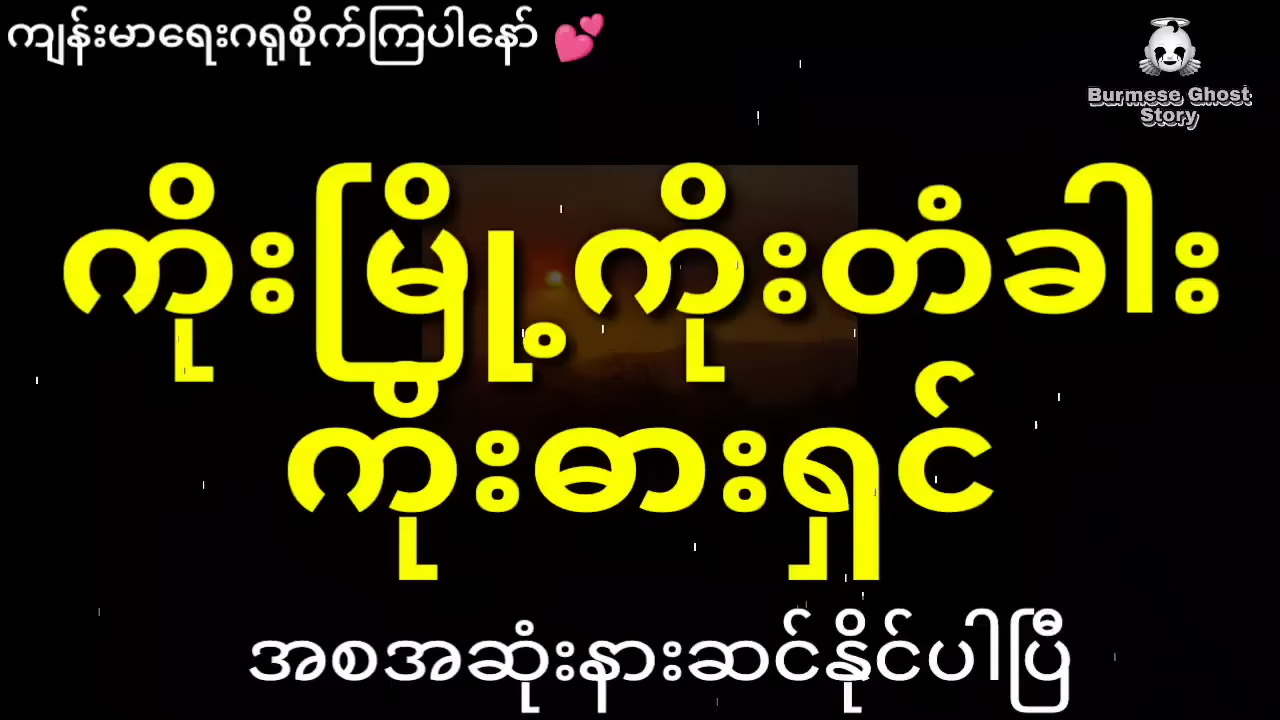 ကျန်းမာရေးဂရုစိုက်ကြပါနော် 💕
Burmese Ghost
Story
ကိုးမြို့ကိုးတံခါး
ကိုးဓားရှင်
အစအဆုံးနားဆင်နိုင်ပါပြီ